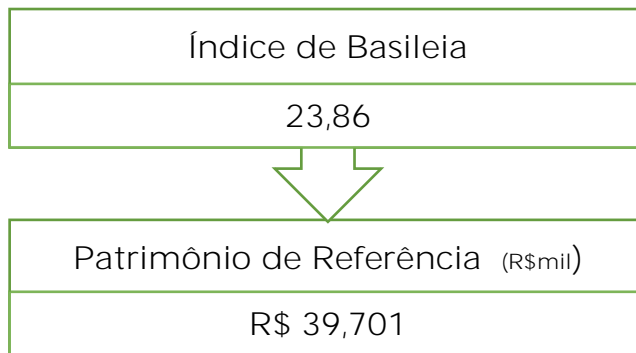 Índice de Basileia
23,86
Patrimônio de Referência (R$mil)
R$ 39,701